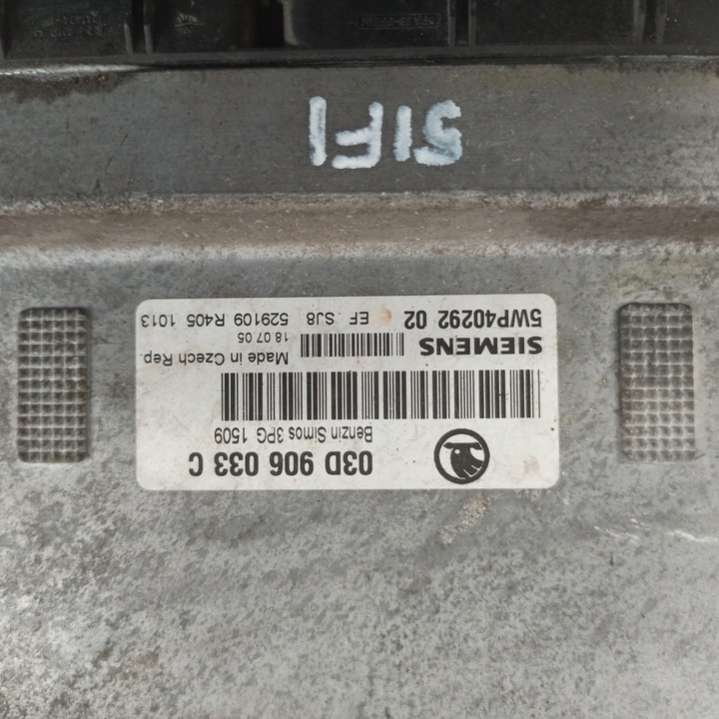 03D 906 033 C
Benzin Simos 3PG 1509
SIEMENS Made in Czech Rep.
18.07.05
5WP40292 02 EF SJ8 529109 R405 1013
51F1